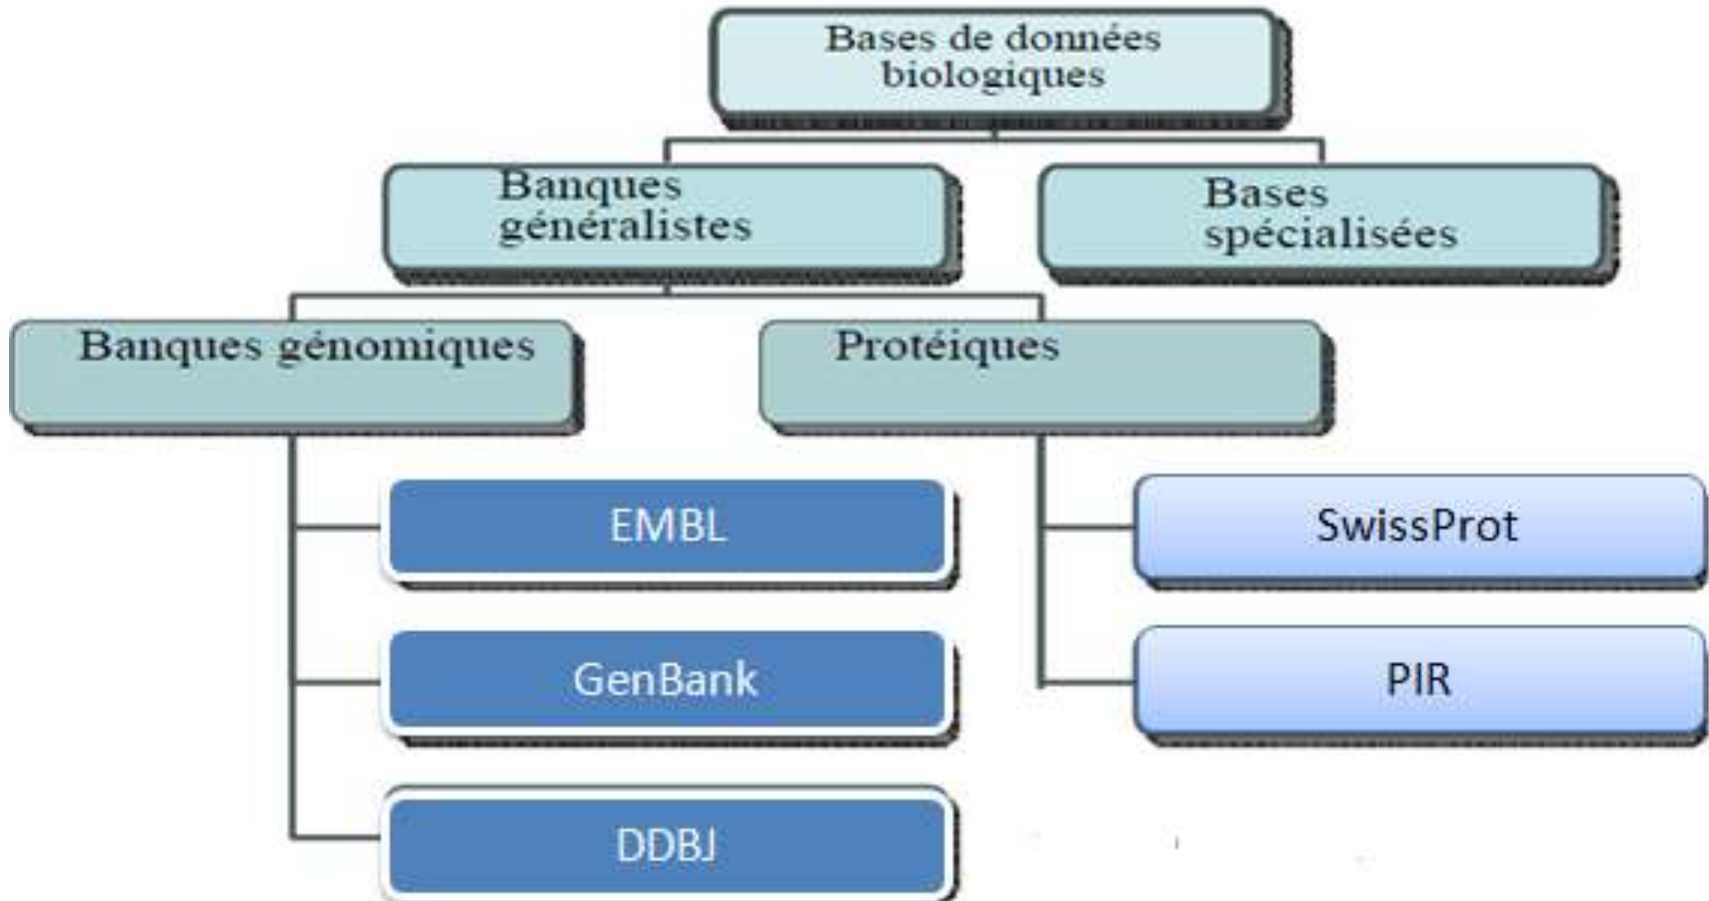 Bases de données
biologiques
Banques
généralistes
Bases
spécialisées
Banques génomiques
Protéiques
EMBL
SwissProt
GenBank
PIR
DDBJ